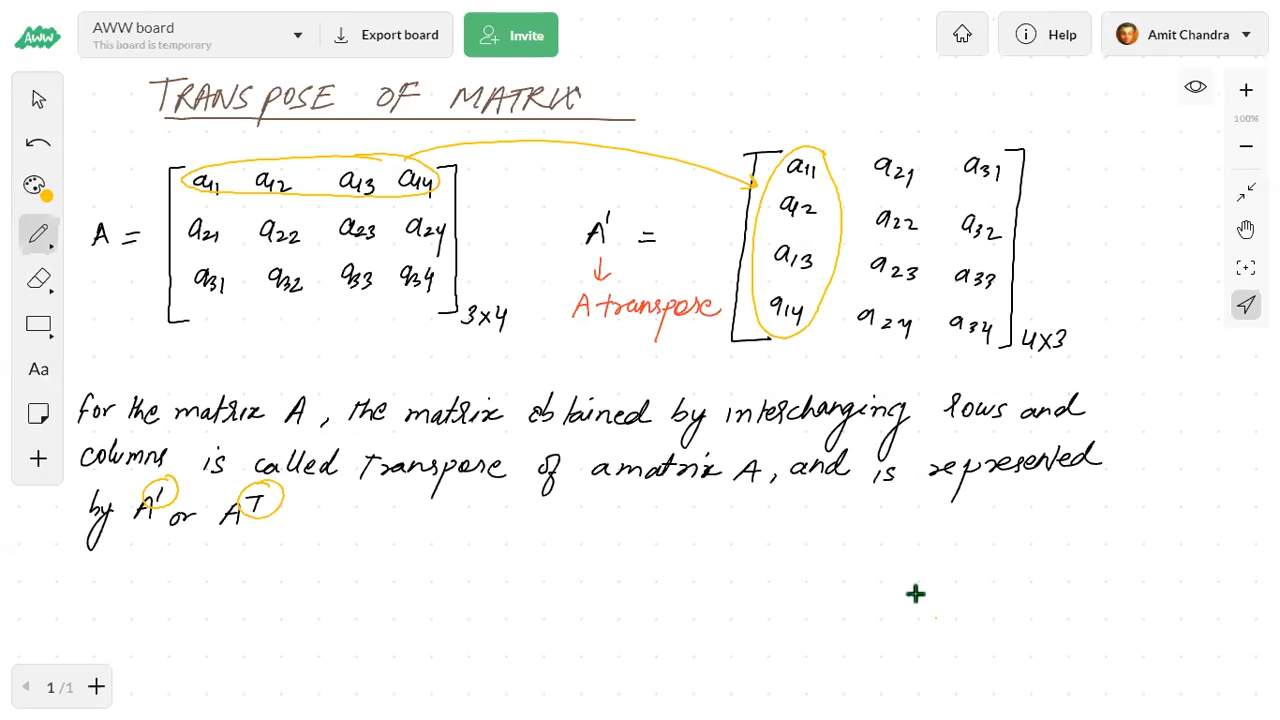 AWW
AWW board
This board is temporary
Export board
Invite
Help
Amit Chandra
100%
TRANSPOSE OF MATRIX
A = [ a11 a12 a13 a14
a21 a22 a23 a24
a31 a32 a33 a34 ] 3×4
A' = [ a11 a21 a31
a12 a22 a32
a13 a23 a33
a14 a24 a34 ] 4×3
A transpose
for the matrix A, the matrix obtained by interchanging rows and
columns is called transpose of a matrix A, and is represented
by A' or A^T
Aa
1 /1